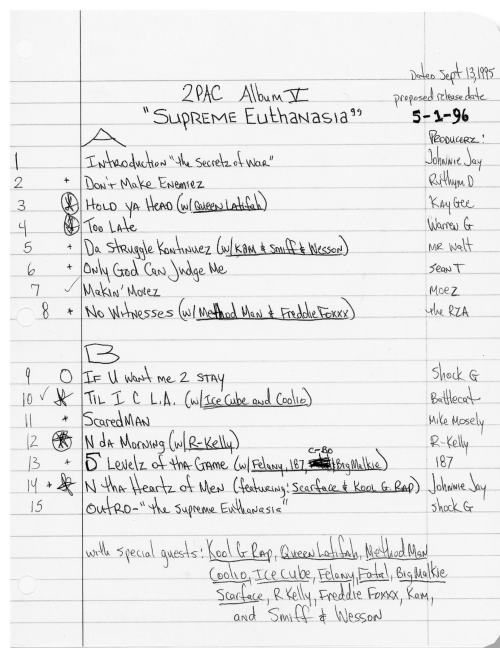 Dated Sept 13, 1995
2PAC Album V
proposed release date
"Supreme Euthanasia"
5-1-96
A
Producerz:
1 Introduction "the Secretz of War" Johnnie Jay
2 + Don't Make Enemiez Rhythum D
3 Hold Ya Head (w/ Queen Latifah) Kay Gee
4 Too Late Warren G
5 + Da Struggle Kontinuez (w/ Kam & Smiff & Wesson) Mr Walt
6 + Only God Can Judge Me Sean T
7 ✓ Makin' Movez Moez
8 + No Witnesses (w/ Method Man & Freddie Foxxx) the RZA
B
9 O If U want me 2 stay Shock G
10 ✓ Til I C L.A. (w/ Ice Cube and Coolio) Battlecat
11 + ScaredMan Mike Mosely
12 N da Morning (w/ R-Kelly) R-Kelly
13 + 5 Levelz of tha Game (w/ Felany, 187, C-Bo Big Malkie) 187
14 + N tha Heartz of Men (featuring: Scarface & Kool G Rap) Johnnie Jay
15 Outro - "the Supreme Euthanasia" Shock G
with special guests: Kool G Rap, Queen Latifah, Method Man
Coolio, Ice Cube, Felany, Fatal, Big Malkie
Scarface, R Kelly, Freddie Foxxx, Kam,
and Smiff & Wesson